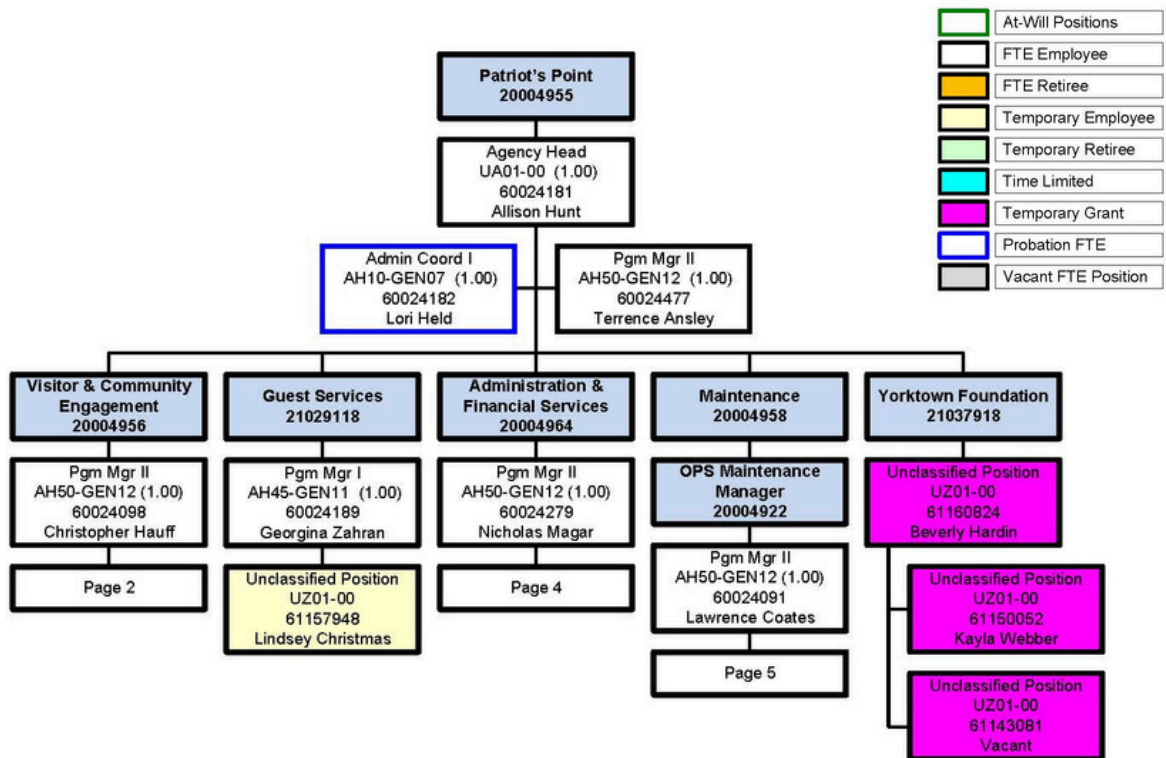 At-Will Positions
FTE Employee
FTE Retiree
Temporary Employee
Temporary Retiree
Time Limited
Temporary Grant
Probation FTE
Vacant FTE Position
Patriot's Point
20004955
Agency Head
UA01-00 (1.00)
60024181
Allison Hunt
Admin Coord I
AH10-GEN07 (1.00)
60024182
Lori Held
Pgm Mgr II
AH50-GEN12 (1.00)
60024477
Terrence Ansley
Visitor & Community
Engagement
20004956
Pgm Mgr II
AH50-GEN12 (1.00)
60024098
Christopher Hauff
Page 2
Guest Services
21029118
Pgm Mgr I
AH45-GEN11 (1.00)
60024189
Georgina Zahran
Unclassified Position
UZ01-00
61157948
Lindsey Christmas
Administration &
Financial Services
20004964
Pgm Mgr II
AH50-GEN12 (1.00)
60024279
Nicholas Magar
Page 4
Maintenance
20004958
OPS Maintenance
Manager
20004922
Pgm Mgr II
AH50-GEN12 (1.00)
60024091
Lawrence Coates
Page 5
Yorktown Foundation
21037918
Unclassified Position
UZ01-00
61160824
Beverly Hardin
Unclassified Position
UZ01-00
61150052
Kayla Webber
Unclassified Position
UZ01-00
61143081
Vacant